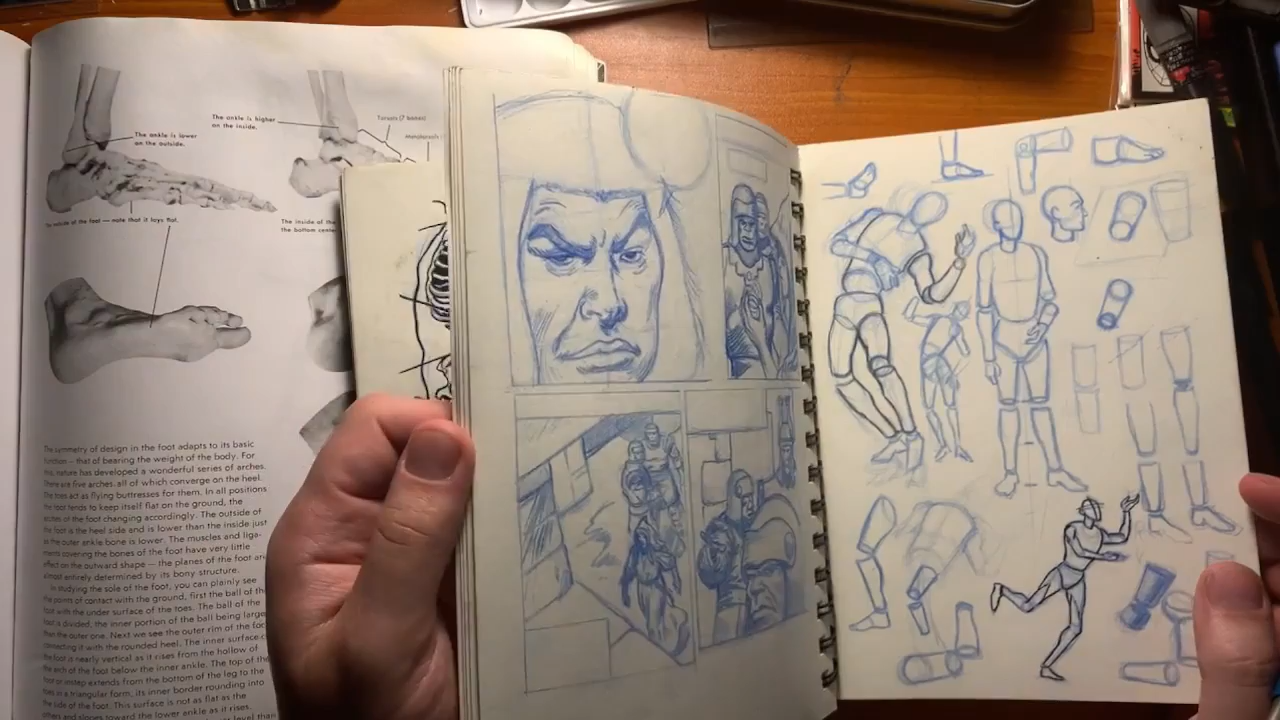 The ankle is lower
on the outside.
The ankle is higher
on the inside.
Tarsals (7 bones)
of the foot — note that it lays flat.
The inside of the
the bottom
The symmetry of design in the foot adapts to its basic
function — that of bearing the weight of the body. For
this, nature has developed a wonderful series of arches.
There are five arches all of which converge on the heel.
The toes act as flying buttresses for them. In all positions
the foot tends to keep itself flat on the ground, the
arches of the foot changing accordingly. The outside of
the foot is the heel side and is lower than the inside just
as the outer ankle bone is lower. The muscles and liga-
ments covering the bones of the foot have very little
effect on the outward shape — the planes of the foot are
almost entirely determined by its bony structure.
In studying the sole of the foot, you can plainly see
the points of contact with the ground, first the ball of the
foot with the under surface of the toes. The ball of the
foot is divided, the inner portion of the ball being large
than the outer one. Next we see the outer rim of the foo
connecting it with the rounded heel. The inner surface
the foot is nearly vertical as it rises from the hollow of
the arch of the foot below the inner ankle. The top of the
foot or instep extends from the bottom of the leg to the
toes in a triangular form, its inner border rounding into
the side of the foot. This surface is not as flat as the
others and slopes toward the lower ankle as it rises.
level than